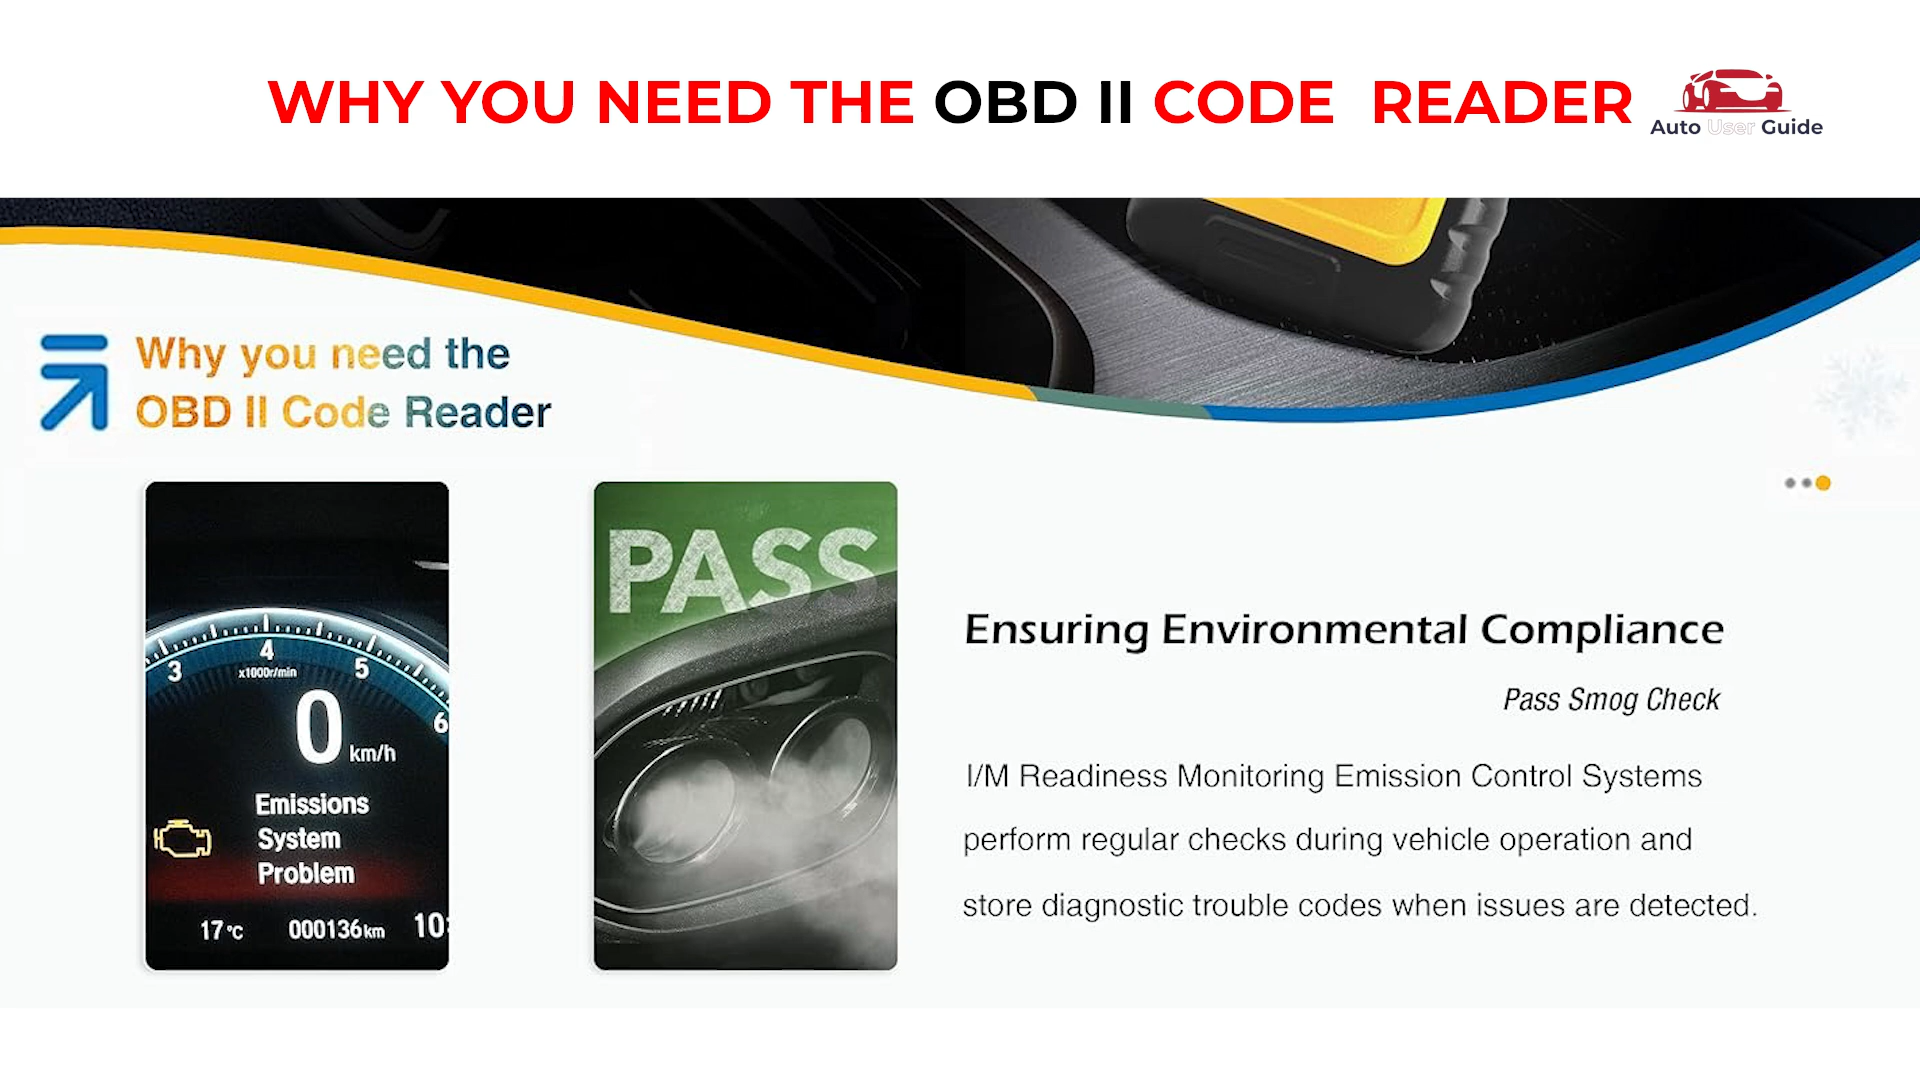 WHY YOU NEED THE OBD II CODE READER
Auto User Guide
Why you need the
OBD II Code Reader
PASS
3
4
5
6
x1000r/min
0 km/h
Emissions
System
Problem
17°C 000136km 10:
Ensuring Environmental Compliance
Pass Smog Check
I/M Readiness Monitoring Emission Control Systems
perform regular checks during vehicle operation and
store diagnostic trouble codes when issues are detected.